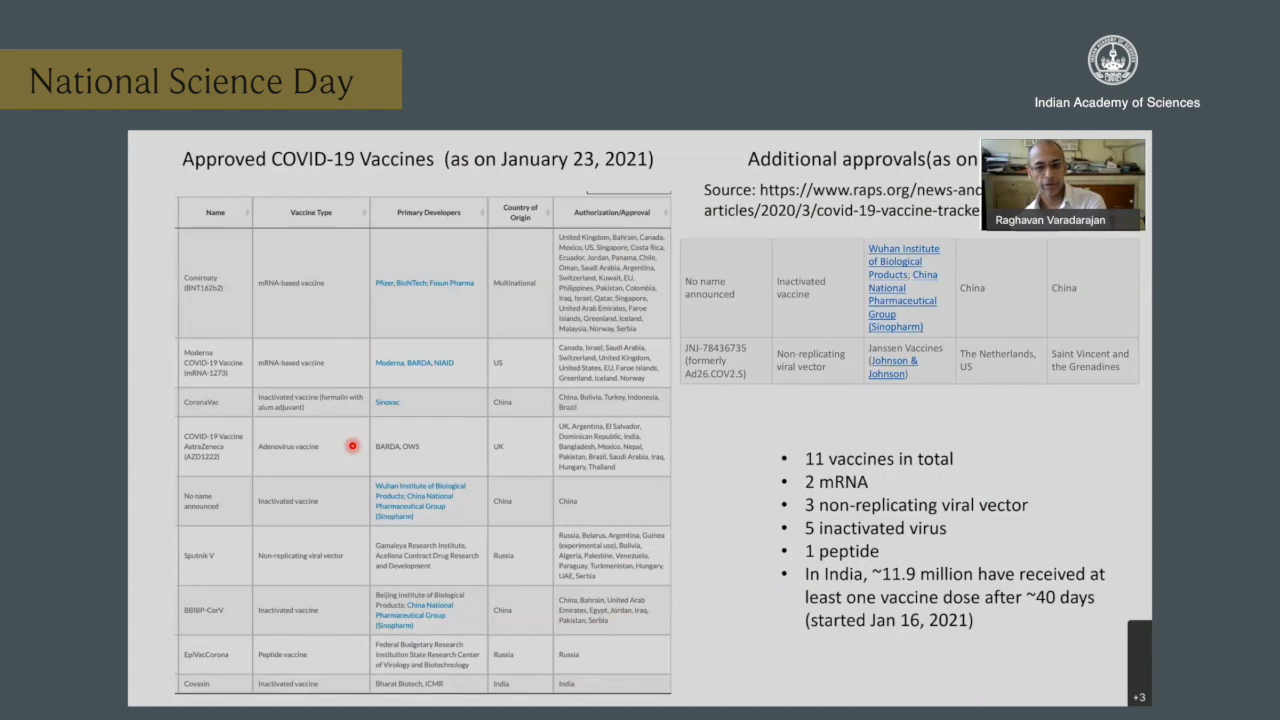 National Science Day
Indian Academy of Sciences
Approved COVID-19 Vaccines (as on January 23, 2021)
Name
Vaccine Type
Primary Developers
Country of
Origin
Authorization/Approval
Comirnaty
(BNT162b2)
mRNA-based vaccine
Pfizer, BioNTech; Fosun Pharma
Multinational
United Kingdom, Bahrain, Canada,
Mexico, US, Singapore, Costa Rica,
Ecuador, Jordan, Panama, Chile,
Oman, Saudi Arabia, Argentina,
Switzerland, Kuwait, EU,
Philippines, Pakistan, Colombia,
Iraq, Israel, Qatar, Singapore,
United Arab Emirates, Faroe
Islands, Greenland, Iceland,
Malaysia, Norway, Serbia
Moderna
COVID-19 Vaccine
(mRNA-1273)
mRNA-based vaccine
Moderna, BARDA, NIAID
US
Canada, Israel, Saudi Arabia,
Switzerland, United Kingdom,
United States, EU, Faroe Islands,
Greenland, Iceland, Norway
CoronaVac
Inactivated vaccine (formalin with
alum adjuvant)
Sinovac
China
China, Bolivia, Turkey, Indonesia,
Brazil
COVID-19 Vaccine
AstraZeneca
(AZD1222)
Adenovirus vaccine
BARDA, OWS
UK
UK, Argentina, El Salvador,
Dominican Republic, India,
Bangladesh, Mexico, Nepal,
Pakistan, Brazil, Saudi Arabia, Iraq,
Hungary, Thailand
No name
announced
Inactivated vaccine
Wuhan Institute of Biological
Products; China National
Pharmaceutical Group
(Sinopharm)
China
China
Sputnik V
Non-replicating viral vector
Gamaleya Research Institute,
Acellena Contract Drug Research
and Development
Russia
Russia, Belarus, Argentina, Guinea
(experimental use), Bolivia,
Algeria, Palestine, Venezuela,
Paraguay, Turkmenistan, Hungary,
UAE, Serbia
BBIBP-CorV
Inactivated vaccine
Beijing Institute of Biological
Products; China National
Pharmaceutical Group
(Sinopharm)
China
China, Bahrain, United Arab
Emirates, Egypt, Jordan, Iraq,
Pakistan, Serbia
EpiVacCorona
Peptide vaccine
Federal Budgetary Research
Institution State Research Center
of Virology and Biotechnology
Russia
Russia
Covaxin
Inactivated vaccine
Bharat Biotech, ICMR
India
India
Additional approvals(as on
Source: https://www.raps.org/news-and
articles/2020/3/covid-19-vaccine-tracke
Raghavan Varadarajan
No name
announced
Inactivated
vaccine
Wuhan Institute
of Biological
Products; China
National
Pharmaceutical
Group
(Sinopharm)
China
China
JNJ-78436735
(formerly
Ad26.COV2.S)
Non-replicating
viral vector
Janssen Vaccines
(Johnson &
Johnson)
The Netherlands,
US
Saint Vincent and
the Grenadines
• 11 vaccines in total
• 2 mRNA
• 3 non-replicating viral vector
• 5 inactivated virus
• 1 peptide
• In India, ~11.9 million have received at
least one vaccine dose after ~40 days
(started Jan 16, 2021)
+3